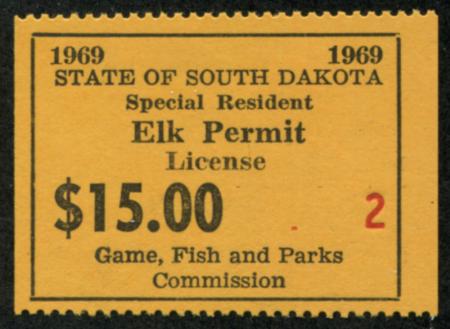 1969 1969
STATE OF SOUTH DAKOTA
Special Resident
Elk Permit
License
$15.00 2
Game, Fish and Parks
Commission